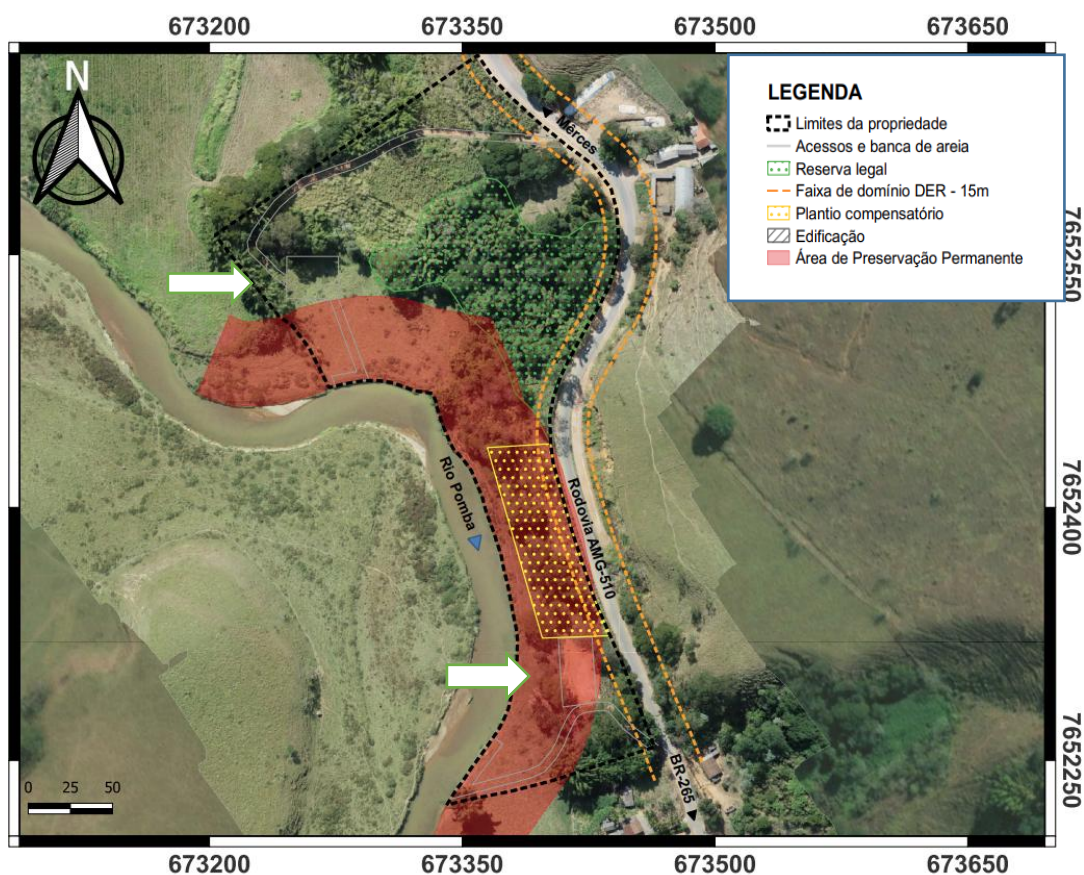 673200 673350 673500 673650
N
LEGENDA
Limites da propriedade
Acessos e banca de areia
Reserva legal
Faixa de domínio DER - 15m
Plantio compensatório
Edificação
Área de Preservação Permanente
Mercês
7652550
Rio Pomba
Rodovia AMG-510
7652400
BR-265
7652250
0 25 50
673200 673350 673500 673650